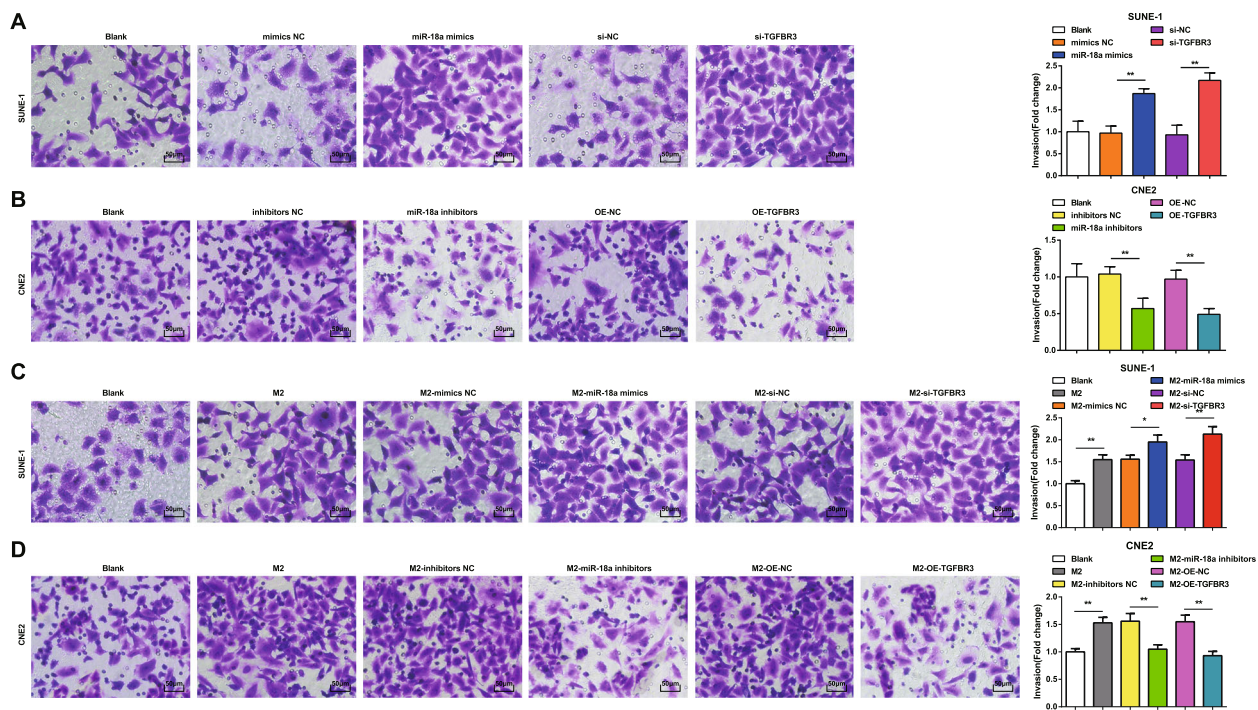 A
Blank mimics NC miR-18a mimics si-NC si-TGFBR3
SUNE-1
50μm 50μm 50μm 50μm 50μm
SUNE-1
Blank si-NC
mimics NC si-TGFBR3
miR-18a mimics
Invasion(Fold change)
2.5
2.0
1.5
1.0
0.5
0.0
** **
B
Blank inhibitors NC miR-18a inhibitors OE-NC OE-TGFBR3
CNE2
50μm 50μm 50μm 50μm 50μm
CNE2
Blank OE-NC
inhibitors NC OE-TGFBR3
miR-18a inhibitors
Invasion(Fold change)
1.5
1.0
0.5
0.0
** **
C
Blank M2 M2-mimics NC M2-miR-18a mimics M2-si-NC M2-si-TGFBR3
SUNE-1
50μm 50μm 50μm 50μm 50μm 50μm
SUNE-1
Blank M2-miR-18a mimics
M2 M2-si-NC
M2-mimics NC M2-si-TGFBR3
Invasion(Fold change)
2.5
2.0
1.5
1.0
0.5
0.0
** * **
D
Blank M2 M2-inhibitors NC M2-miR-18a inhibitors M2-OE-NC M2-OE-TGFBR3
CNE2
50μm 50μm 50μm 50μm 50μm 50μm
CNE2
Blank M2-miR-18a inhibitors
M2 M2-OE-NC
M2-inhibitors NC M2-OE-TGFBR3
Invasion(Fold change)
2.0
1.5
1.0
0.5
0.0
** ** **